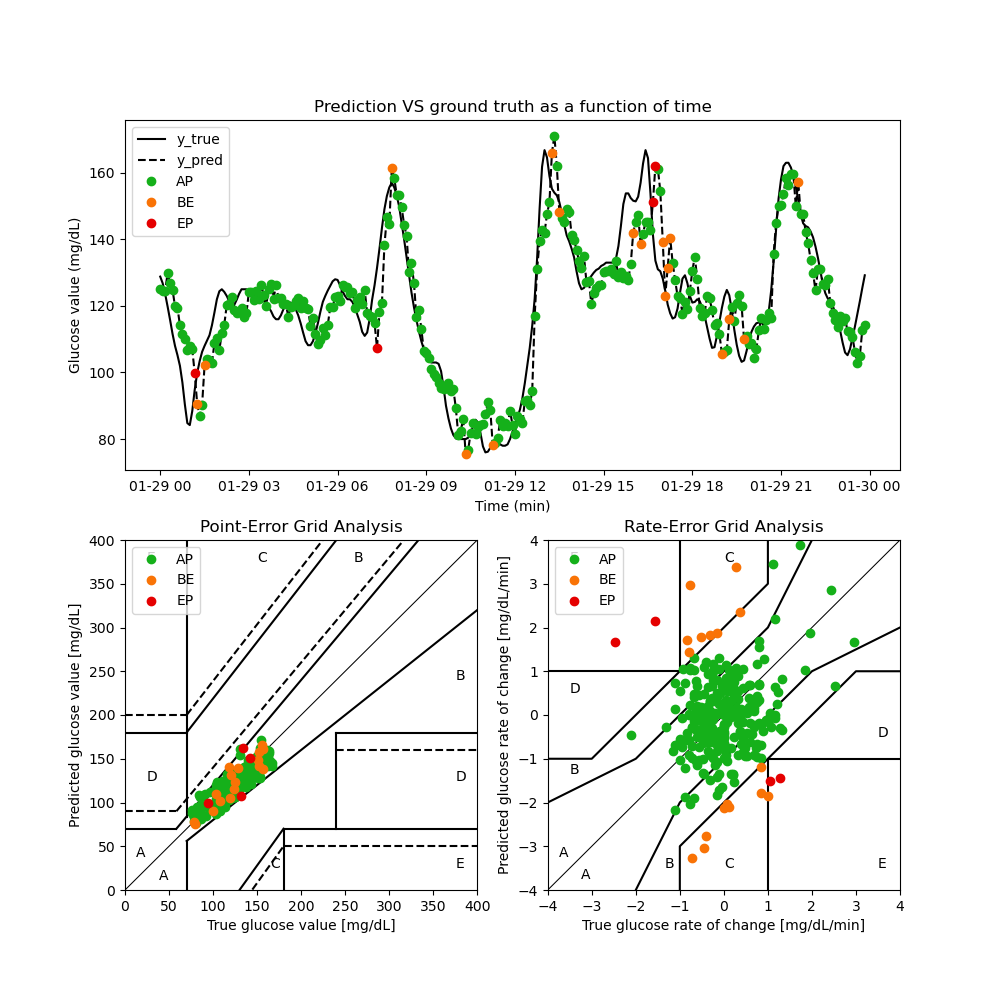 Prediction VS ground truth as a function of time
Glucose value (mg/dL)
160
140
120
100
80
y_true
y_pred
AP
BE
EP
01-29 00 01-29 03 01-29 06 01-29 09 01-29 12 01-29 15 01-29 18 01-29 21 01-30 00
Time (min)
Point-Error Grid Analysis
Predicted glucose value [mg/dL]
400
350
300
250
200
150
100
50
0
AP
BE
EP
C B
B
D D
A
A C E
0 50 100 150 200 250 300 350 400
True glucose value [mg/dL]
Rate-Error Grid Analysis
Predicted glucose rate of change [mg/dL/min]
4
3
2
1
0
−1
−2
−3
−4
AP
BE
EP
C
D
D
B
A
A B C E
−4 −3 −2 −1 0 1 2 3 4
True glucose rate of change [mg/dL/min]